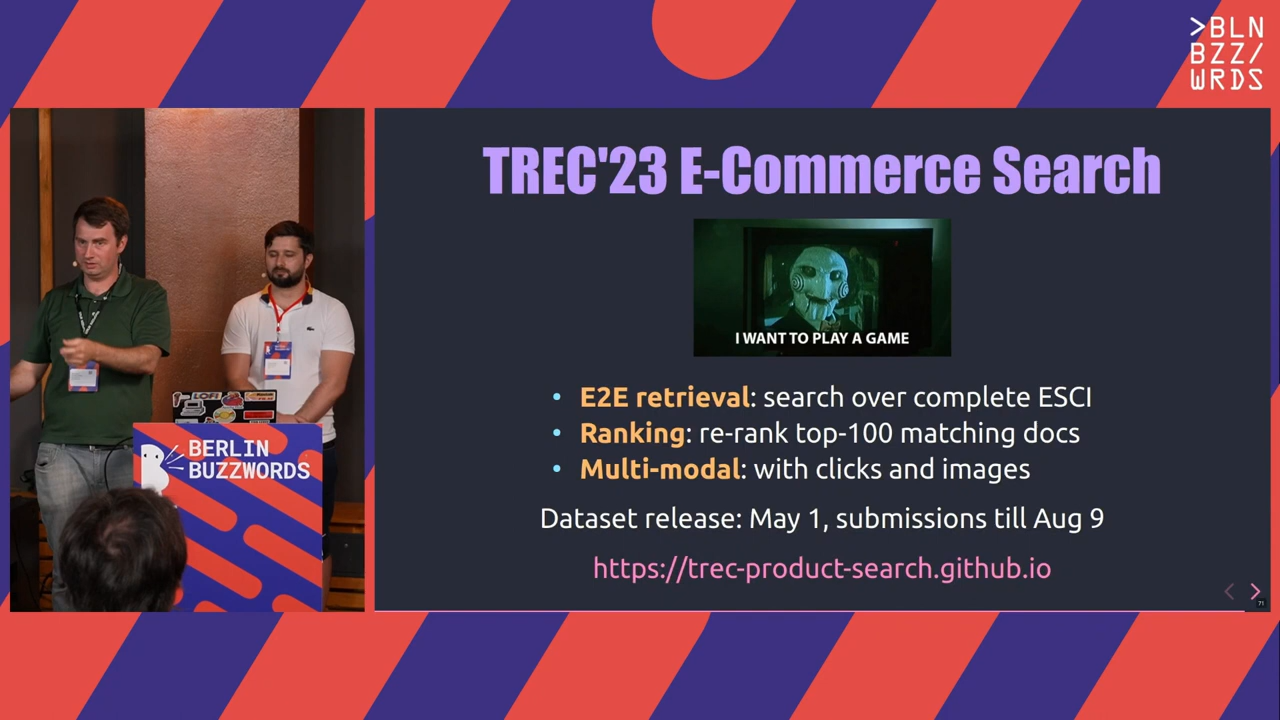 >BLN
BZZ/
WRDS
TREC'23 E-Commerce Search
I WANT TO PLAY A GAME
• E2E retrieval: search over complete ESCI
• Ranking: re-rank top-100 matching docs
• Multi-modal: with clicks and images
Dataset release: May 1, submissions till Aug 9
https://trec-product-search.github.io
71
LOFI
BERLIN
BUZZWORDS